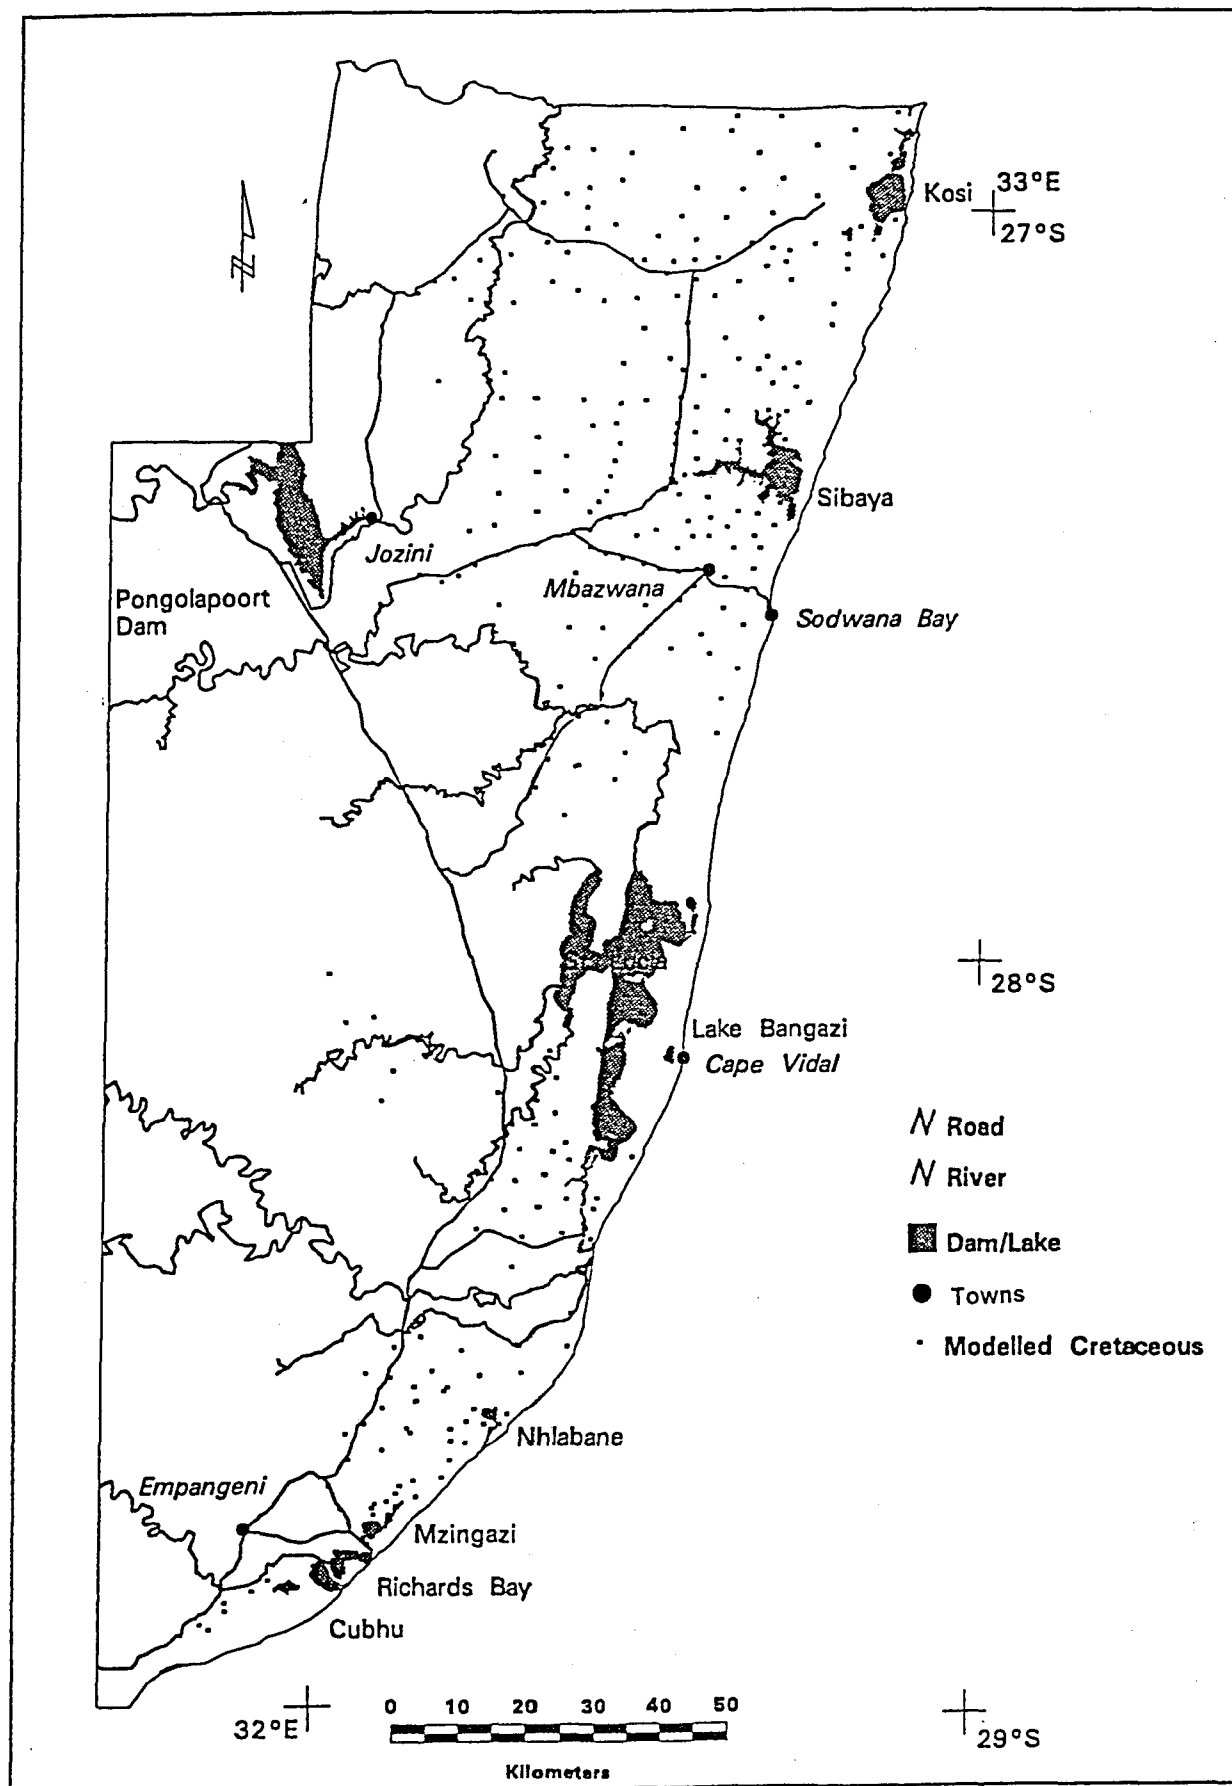 Kosi
33°E
27°S
N
Sibaya
Jozini
Pongolapoort
Dam
Mbazwana
Sodwana Bay
28°S
Lake Bangazi
Cape Vidal
N Road
N River
Dam/Lake
Towns
Modelled Cretaceous
Nhlabane
Empangeni
Mzingazi
Richards Bay
Cubhu
0 10 20 30 40 50
32°E
29°S
Kilometers